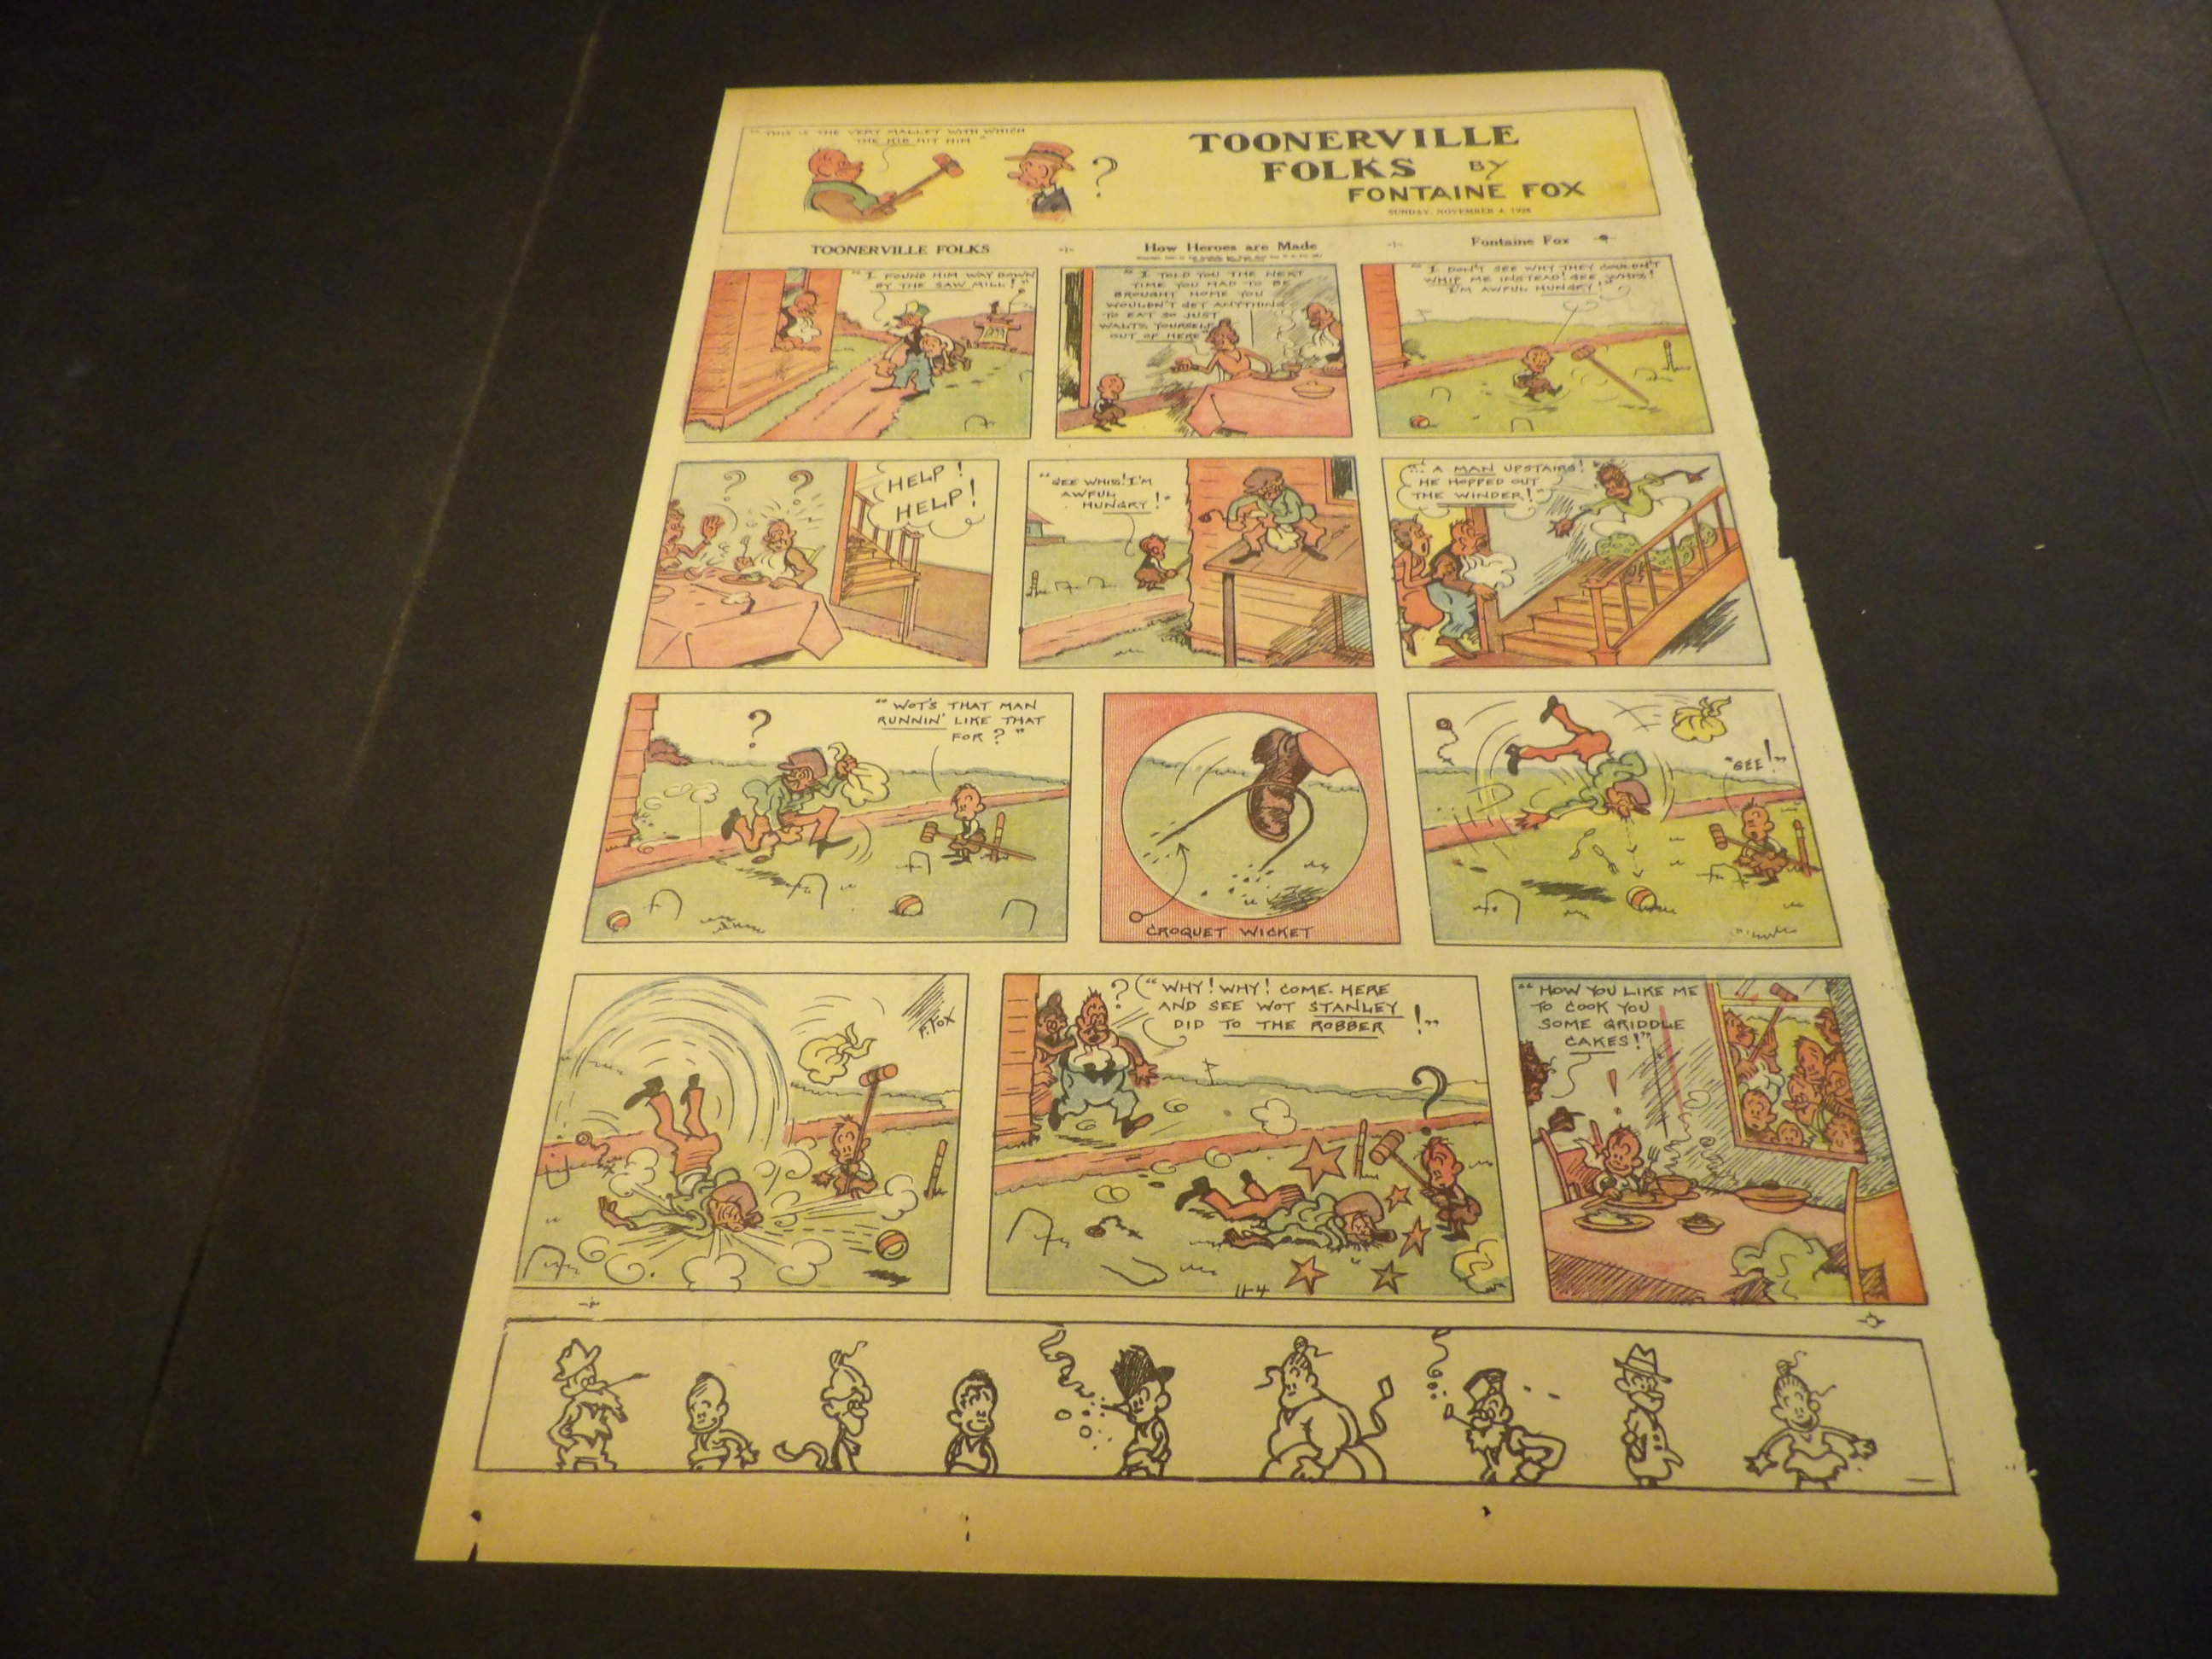 "THIS IS THE VERY MALLET WITH WHICH
THE KID HIT HIM"
?
TOONERVILLE
FOLKS BY
FONTAINE FOX
SUNDAY, NOVEMBER 4, 1928
TOONERVILLE FOLKS
-1-
How Heroes are Made
-1-
Fontaine Fox
"I FOUND HIM WAY DOWN
BY THE SAW MILL!"
"I TOLD YOU THE NEXT
TIME YOU HAD TO BE
BROUGHT HOME YOU
WOULDN'T GET ANYTHING
TO EAT SO JUST
WALTZ YOURSELF
OUT OF HERE"
"I DON'T SEE WHY THEY COULDN'T
WHIP ME INSTEAD! GEE WHIZ!
I'M AWFUL HUNGRY!"
? ?
HELP!
HELP!
"GEE WHIZ! I'M
AWFUL
HUNGRY!"
A MAN UPSTAIRS!
HE HOPPED OUT
THE WINDER!"
?
"WOT'S THAT MAN
RUNNIN' LIKE THAT
FOR?"
CROQUET WICKET
"GEE!"
F. FOX
?
"WHY! WHY! COME HERE
AND SEE WOT STANLEY
DID TO THE ROBBER!"
?
11-4
"HOW YOU LIKE ME
TO COOK YOU
SOME GRIDDLE
CAKES!"
!